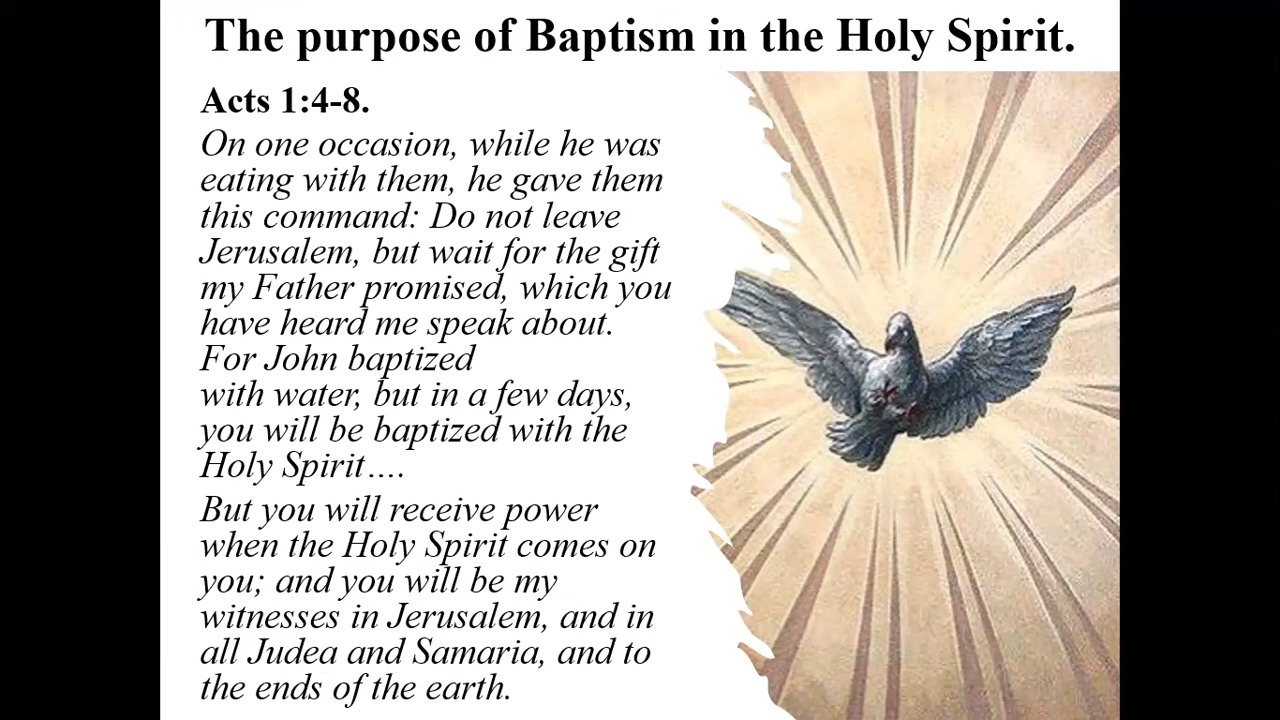 The purpose of Baptism in the Holy Spirit.
Acts 1:4-8.
On one occasion, while he was
eating with them, he gave them
this command: Do not leave
Jerusalem, but wait for the gift
my Father promised, which you
have heard me speak about.
For John baptized
with water, but in a few days,
you will be baptized with the
Holy Spirit….
But you will receive power
when the Holy Spirit comes on
you; and you will be my
witnesses in Jerusalem, and in
all Judea and Samaria, and to
the ends of the earth.